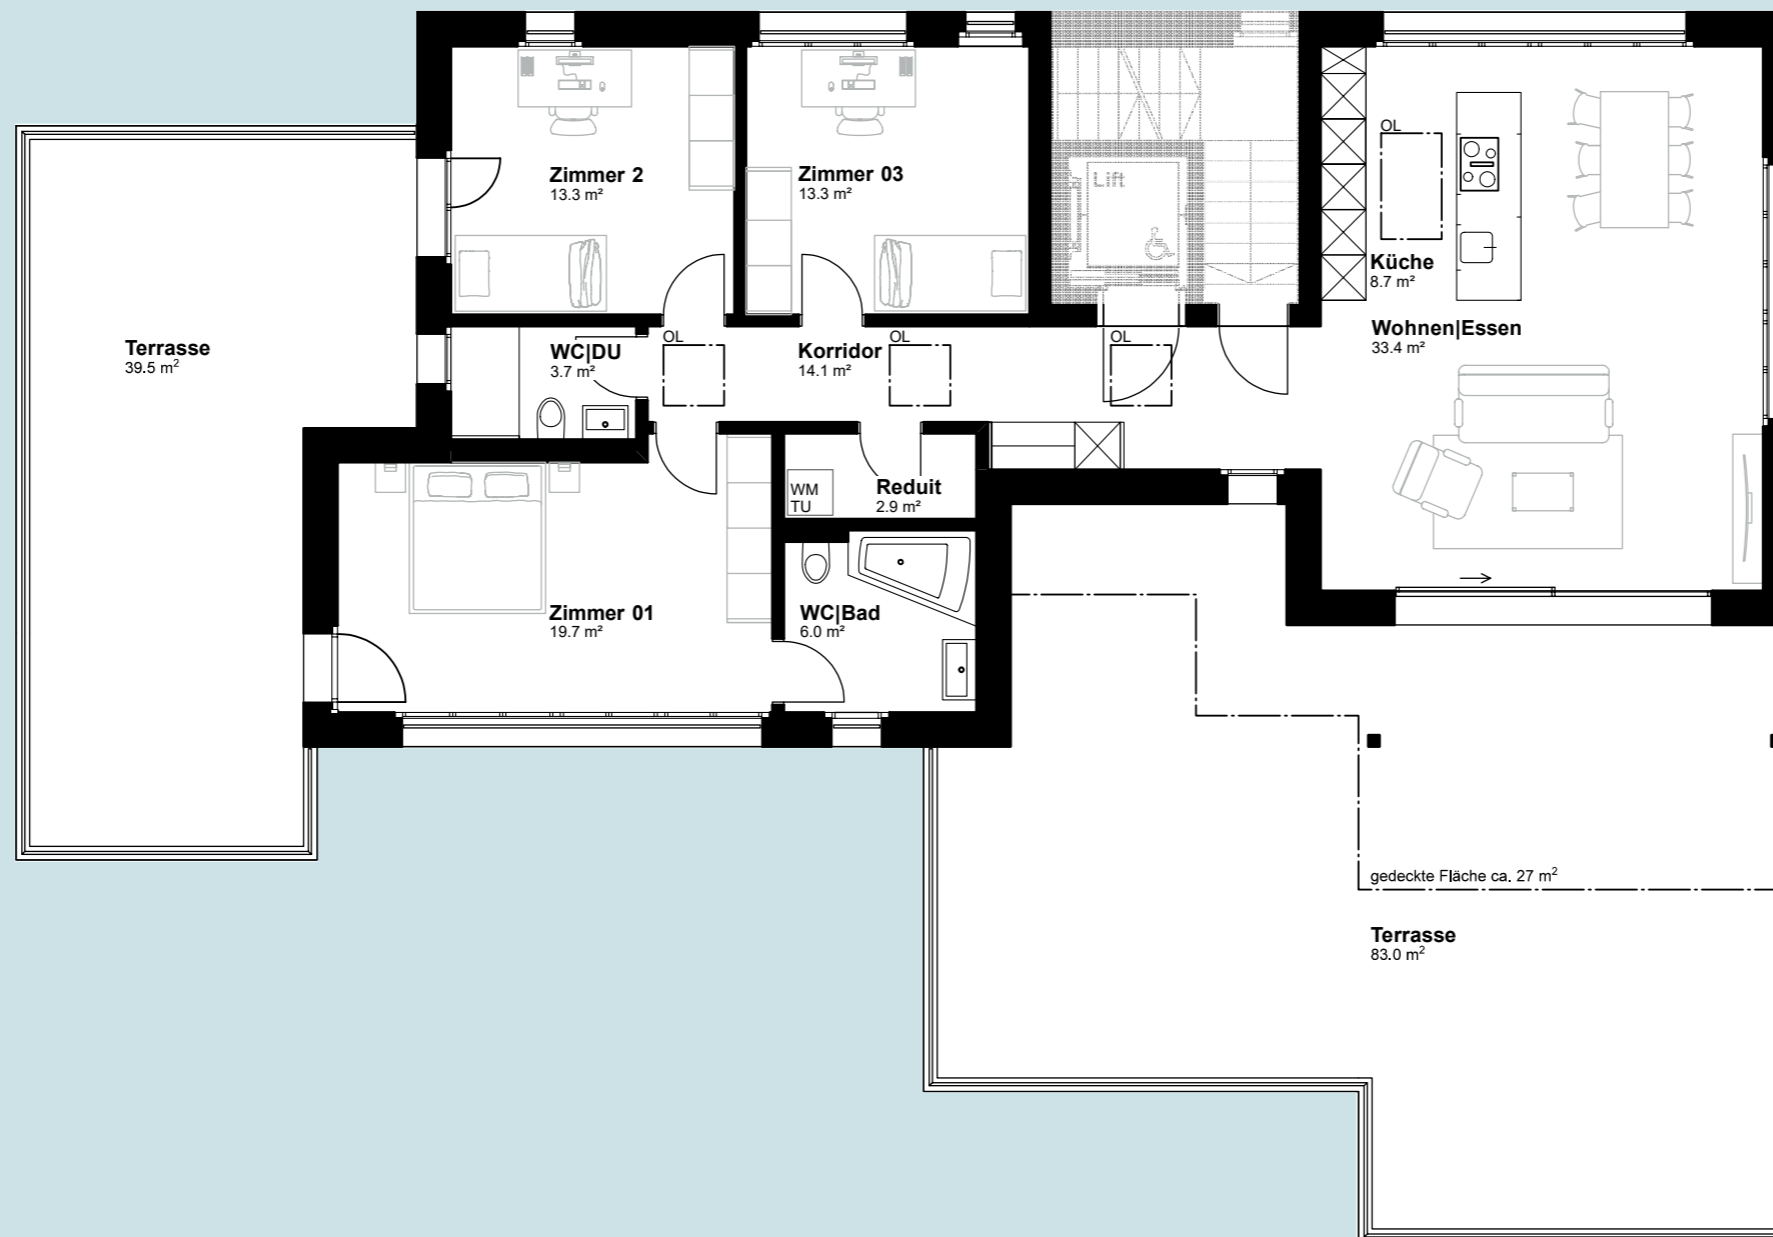 Zimmer 2
13.3 m²
Zimmer 03
13.3 m²
OL
Küche
8.7 m²
Wohnen|Essen
33.4 m²
Terrasse
39.5 m²
WC|DU
3.7 m²
OL
Korridor
14.1 m²
OL
OL
WM
TU
Reduit
2.9 m²
Zimmer 01
19.7 m²
WC|Bad
6.0 m²
gedeckte Fläche ca. 27 m²
Terrasse
83.0 m²